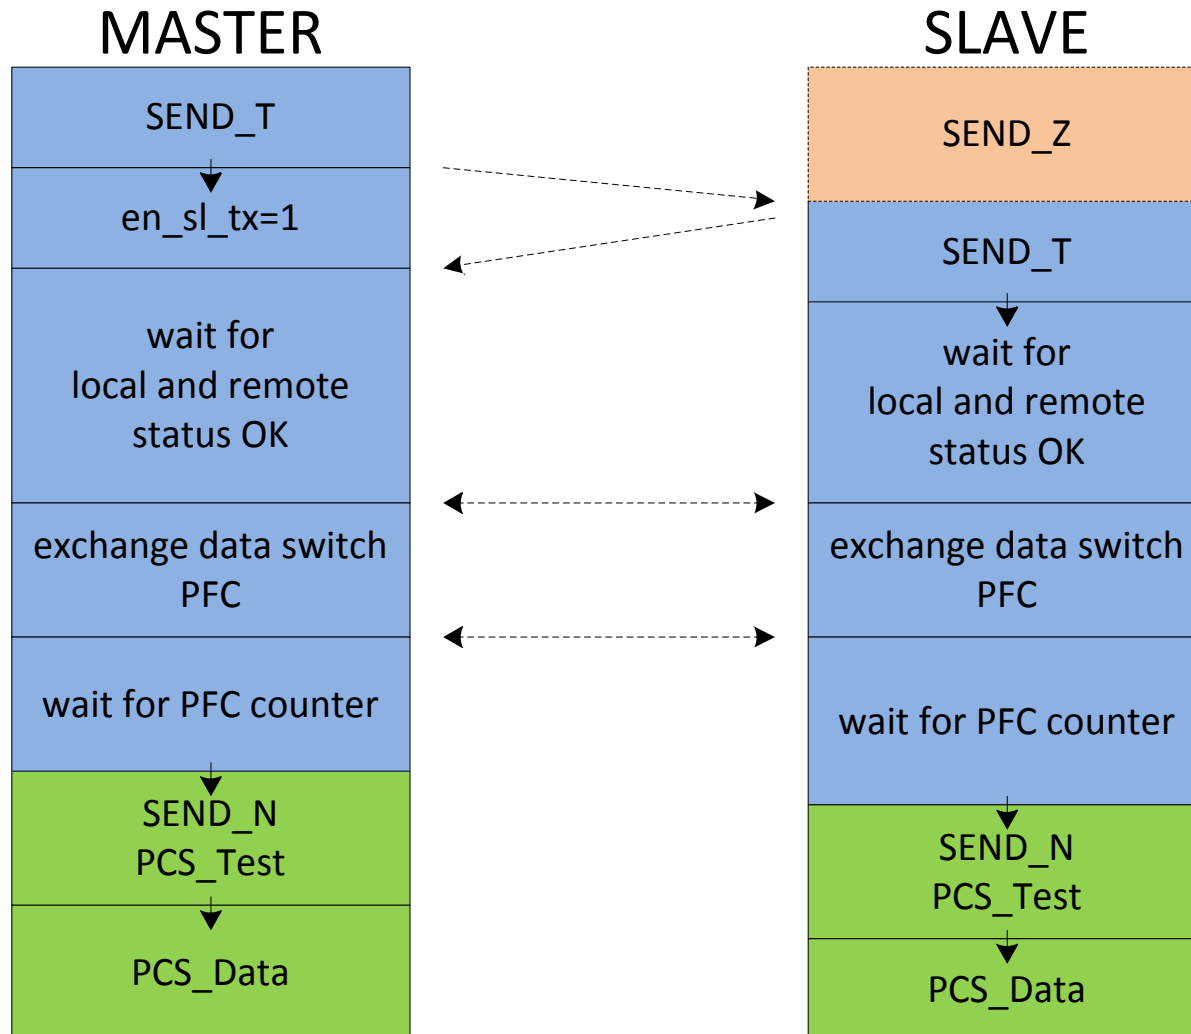 MASTER
SEND_T
en_sl_tx=1
wait for
local and remote
status OK
exchange data switch
PFC
wait for PFC counter
SEND_N
PCS_Test
PCS_Data
SLAVE
SEND_Z
SEND_T
wait for
local and remote
status OK
exchange data switch
PFC
wait for PFC counter
SEND_N
PCS_Test
PCS_Data